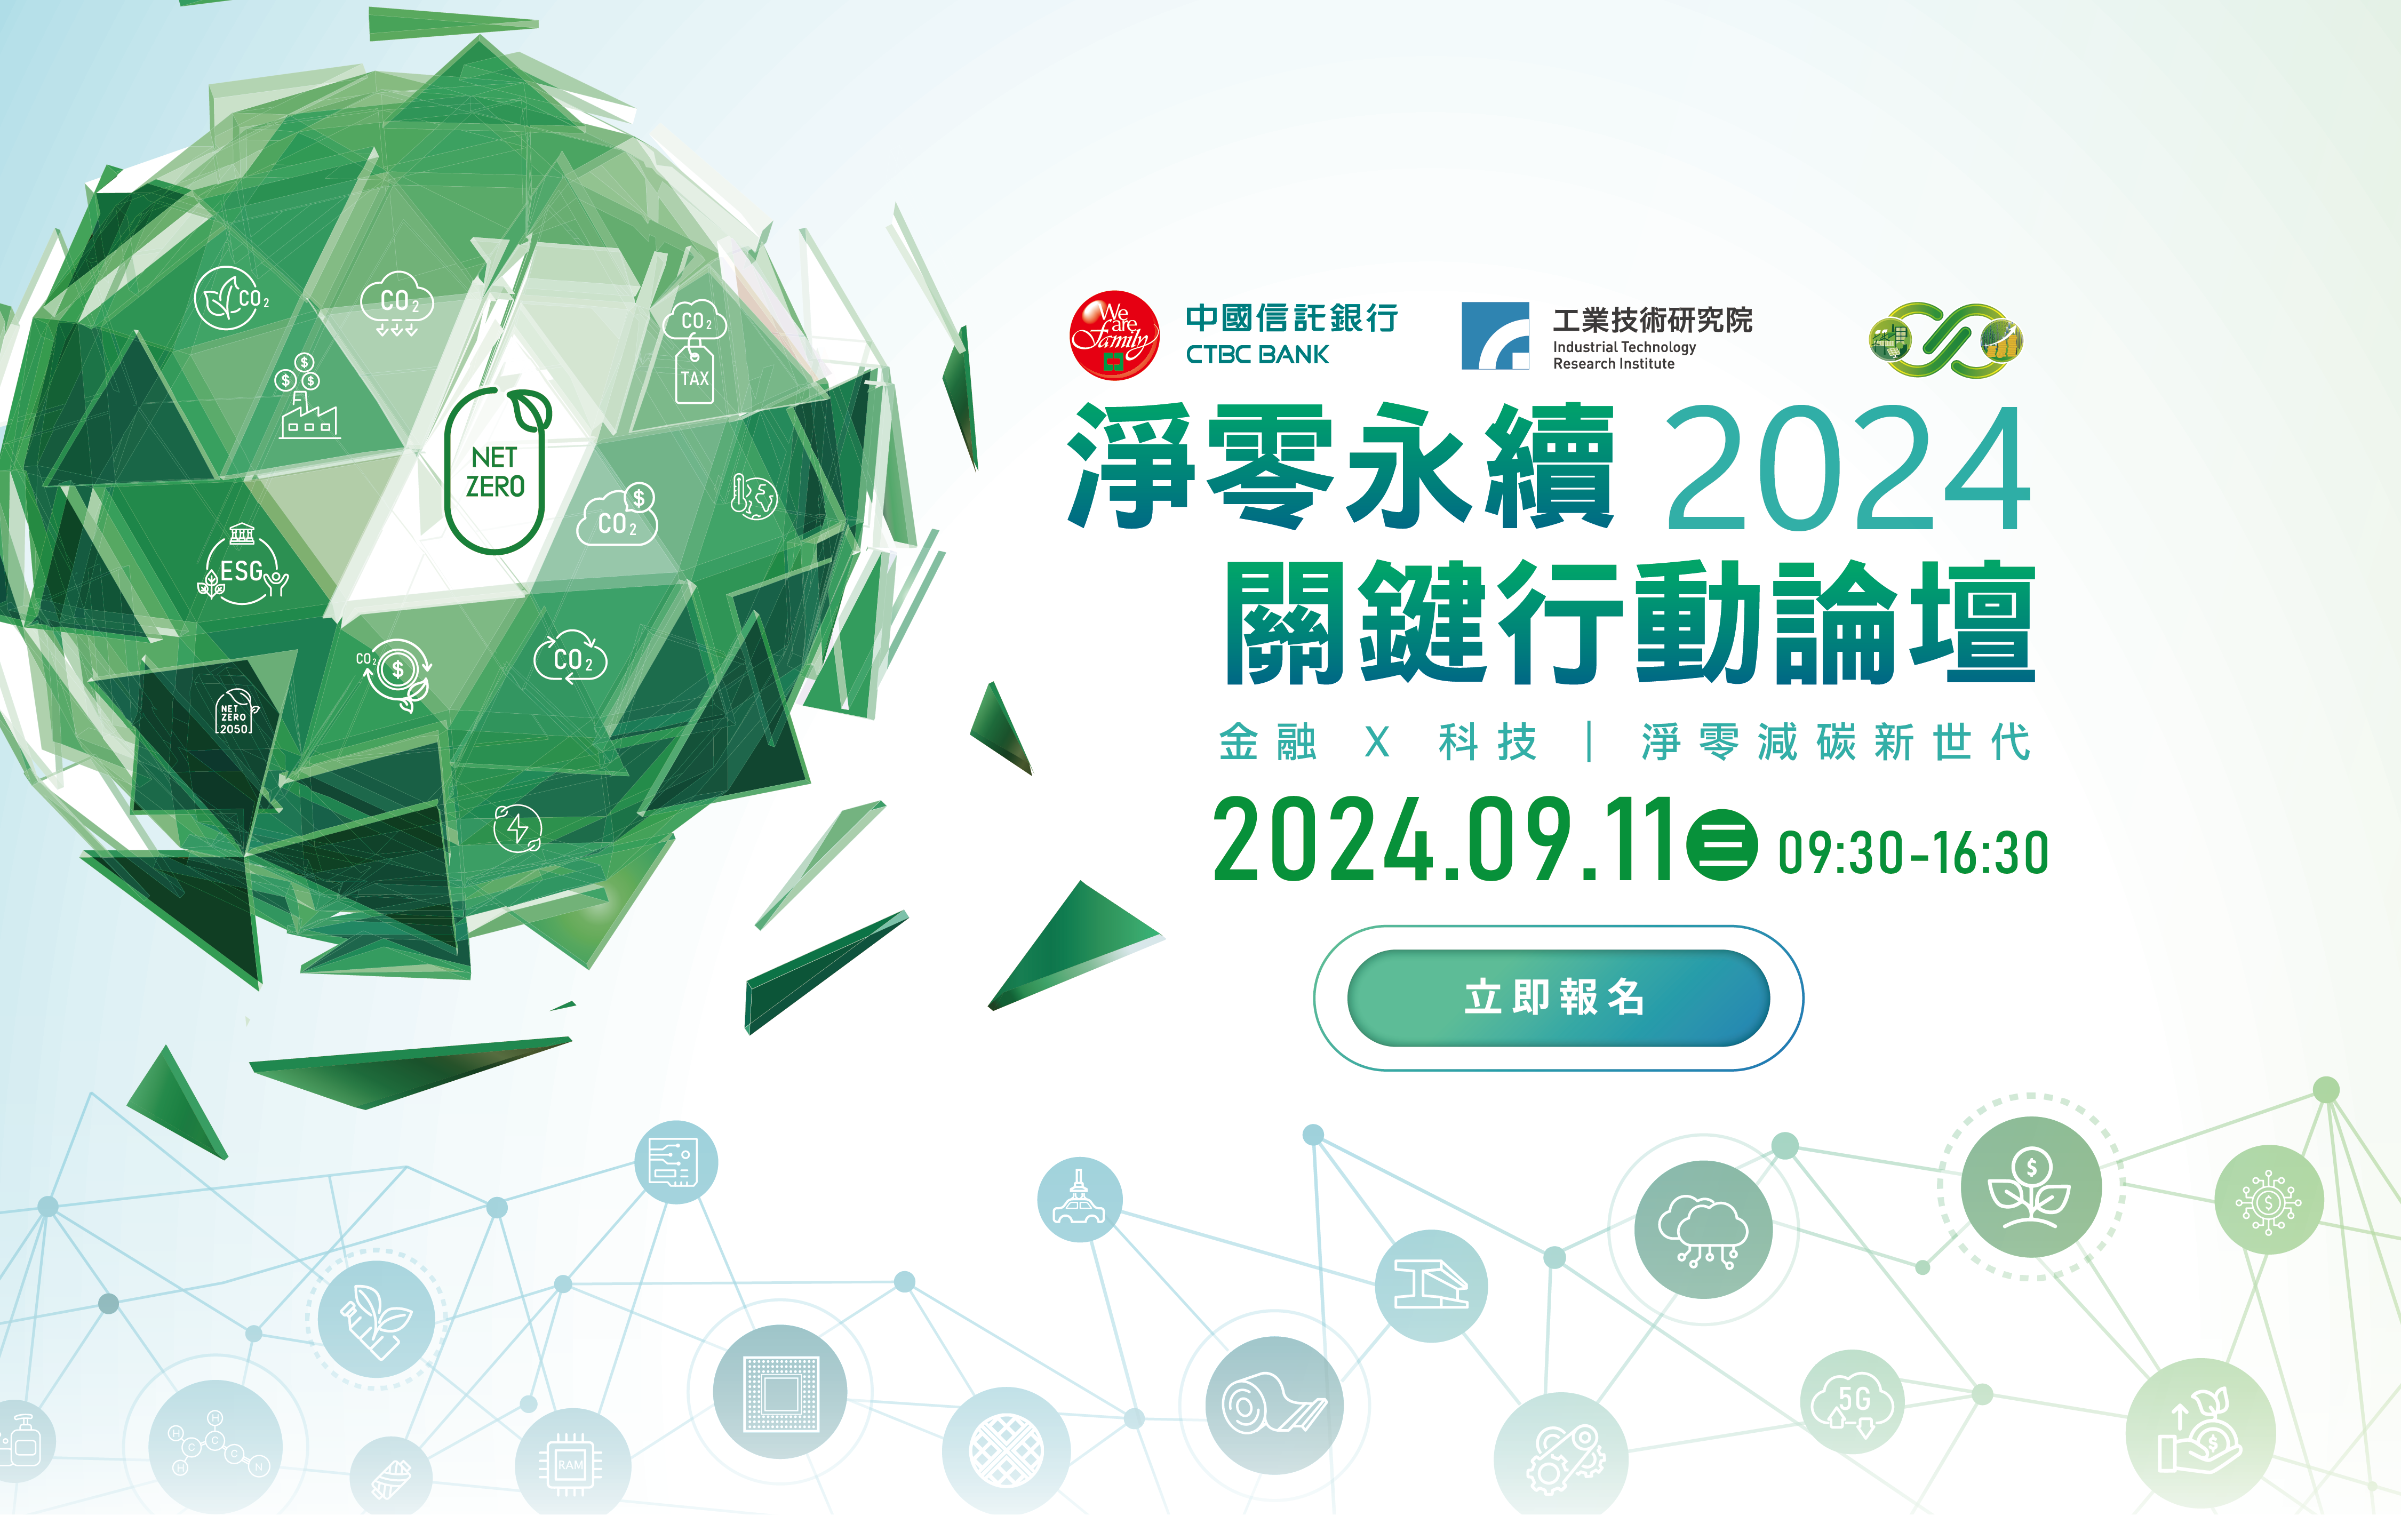 We are family
中國信託銀行
CTBC BANK
工業技術研究院
Industrial Technology
Research Institute
淨零永續 2024
關鍵行動論壇
金融 X 科技｜淨零減碳新世代
2024.09.11 三 09:30-16:30
立即報名
CO2
CO2
CO2
TAX
$
$ $
NET
ZERO
$
CO2
ESG
CO2
$
CO2
NET
ZERO
2050
$
$
5G
$
H
H C
C
H N
RAM